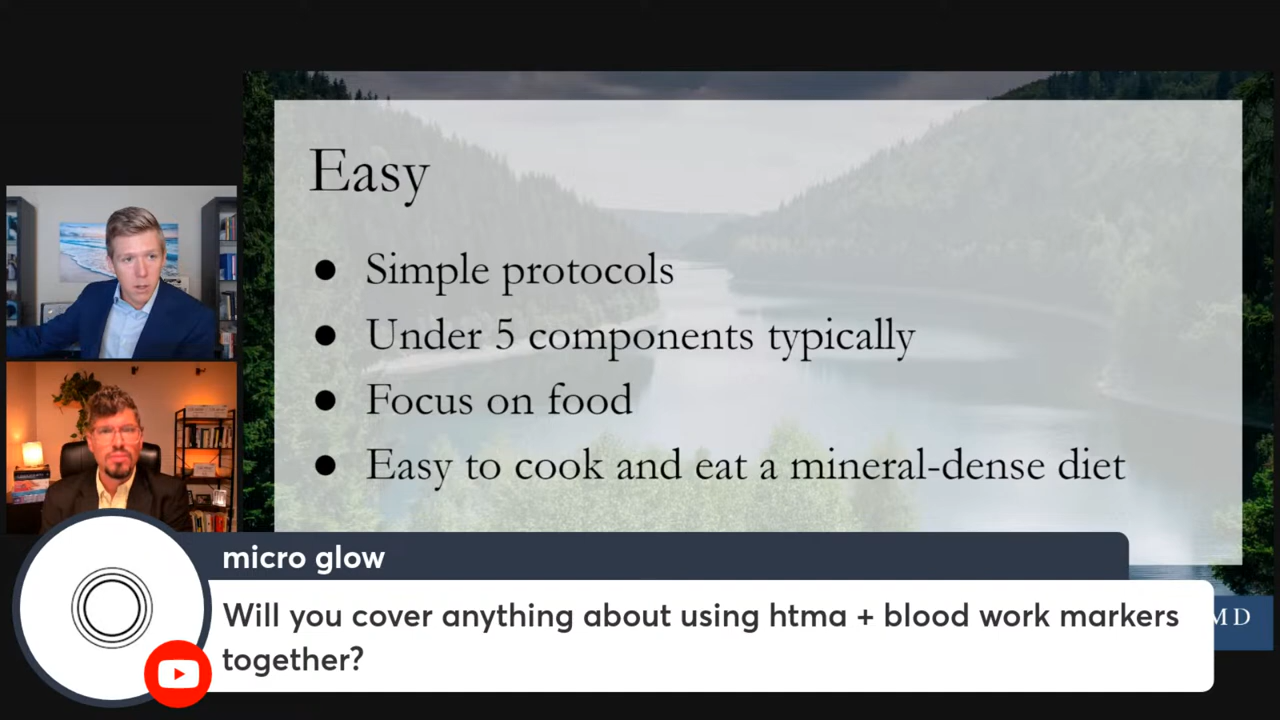 Easy
● Simple protocols
● Under 5 components typically
● Focus on food
● Easy to cook and eat a mineral-dense diet
MD
micro glow
Will you cover anything about using htma + blood work markers
together?